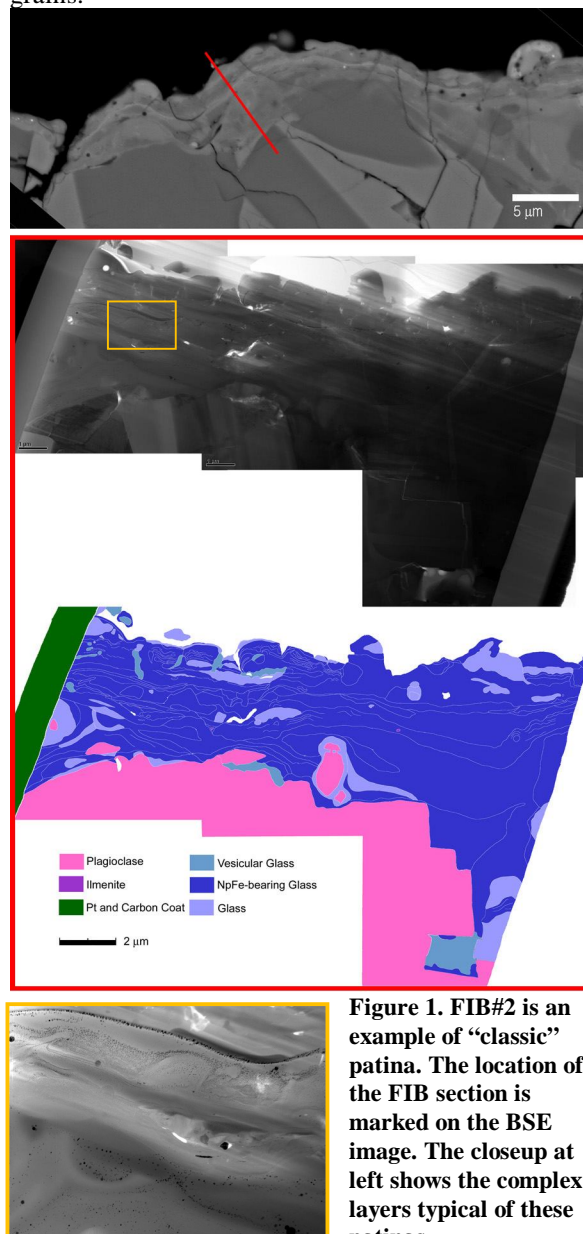 5 μm
Plagioclase
Ilmenite
Pt and Carbon Coat
Vesicular Glass
NpFe-bearing Glass
Glass
2 μm
Figure 1. FIB#2 is an
example of “classic”
patina. The location of
the FIB section is
marked on the BSE
image. The closeup at
left shows the complex
layers typical of these